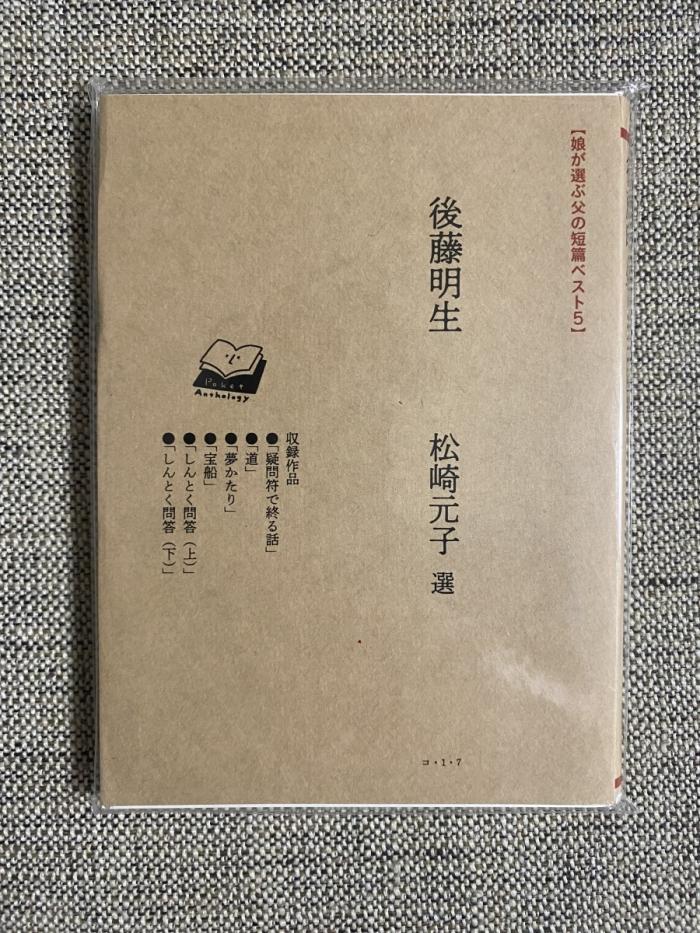 【娘が選ぶ父の短篇ベスト5】
後藤明生
松崎元子 選
Poket
Anthology
収録作品
●「疑問符で終る話」
●「道」
●「夢かたり」
●「宝船」
●「しんとく問答（上）」
●「しんとく問答（下）」
コ・1・7